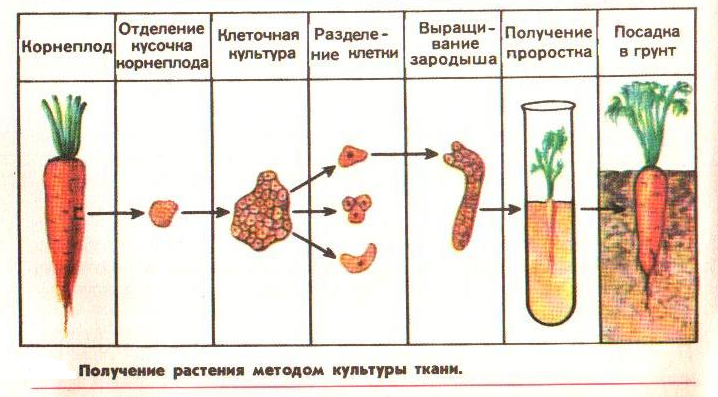 Корнеплод
Отделение
кусочка
корнеплода
Клеточная
культура
Разделе-
ние клетки
Выращи-
вание
зародыша
Получение
проростка
Посадка
в грунт
Получение растения методом культуры ткани.